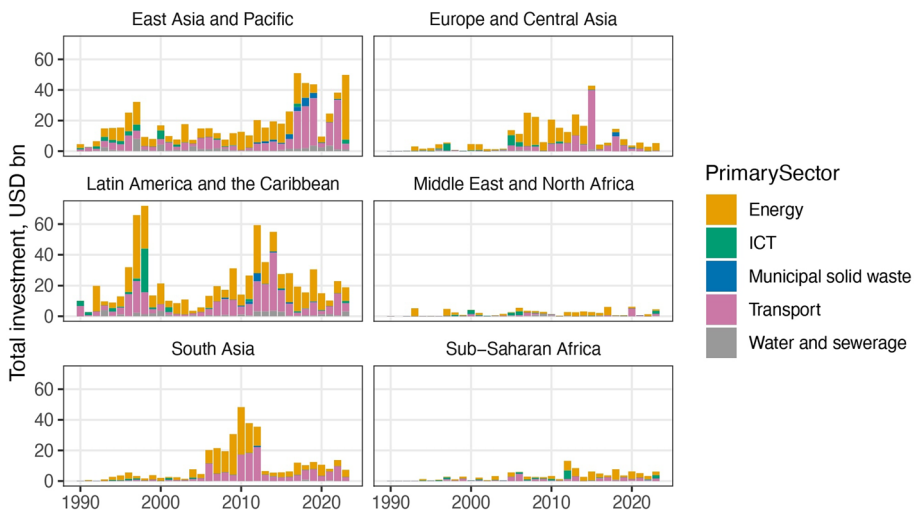 East Asia and Pacific
Europe and Central Asia
60
40
20
0
Latin America and the Caribbean
Middle East and North Africa
60
40
20
0
South Asia
Sub−Saharan Africa
60
40
20
0
1990
2000
2010
2020
1990
2000
2010
2020
Total investment, USD bn
PrimarySector
Energy
ICT
Municipal solid waste
Transport
Water and sewerage